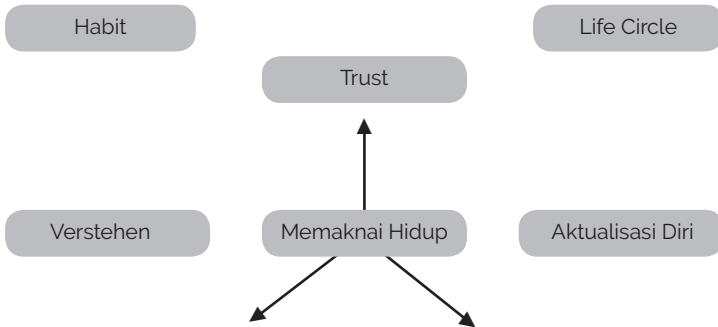 Habit
Life Circle
Trust
Verstehen
Memaknai Hidup
Aktualisasi Diri